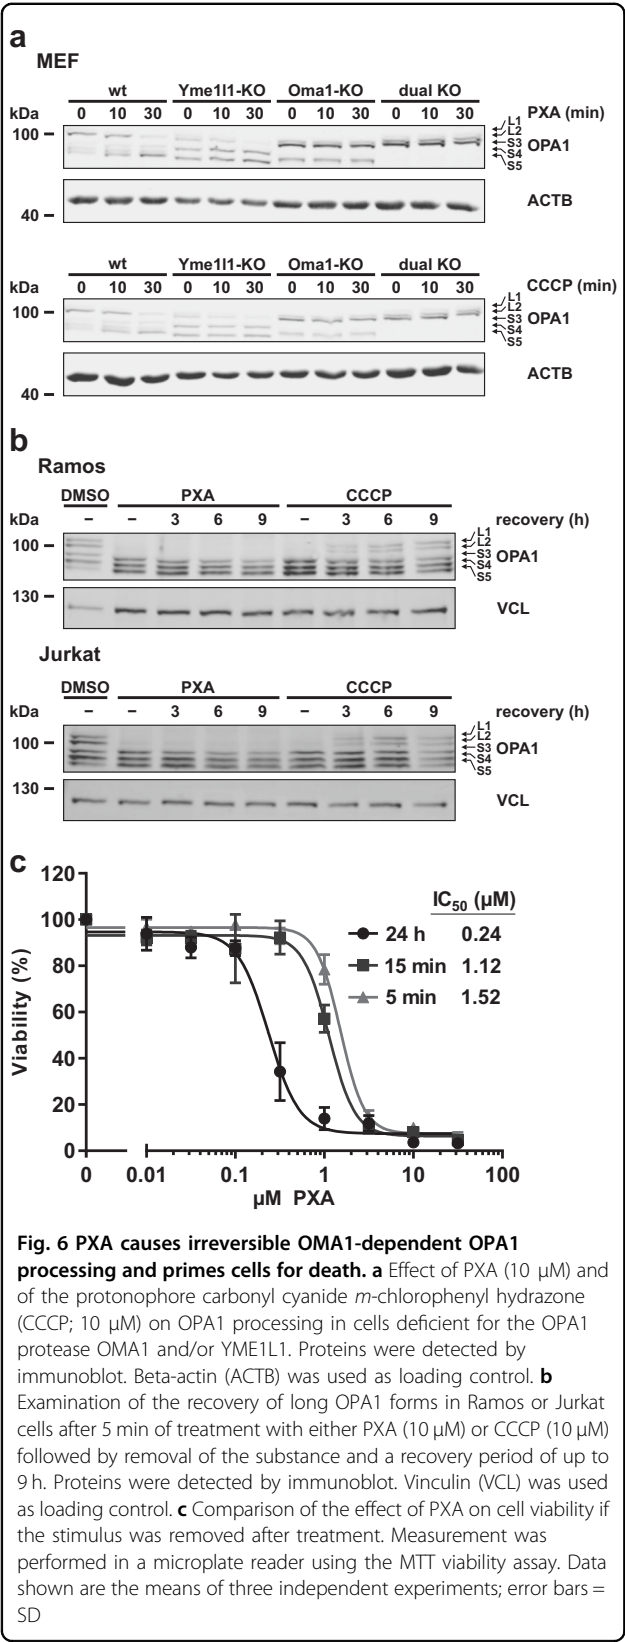 a
MEF
wt Yme1l1-KO Oma1-KO dual KO
kDa 0 10 30 0 10 30 0 10 30 0 10 30 PXA (min)
100
L1
L2
S3 OPA1
S4
S5
ACTB
40
wt Yme1l1-KO Oma1-KO dual KO
kDa 0 10 30 0 10 30 0 10 30 0 10 30 CCCP (min)
100
L1
L2
S3 OPA1
S4
S5
ACTB
40
b
Ramos
DMSO PXA CCCP
kDa – – 3 6 9 – 3 6 9 recovery (h)
100
L1
L2
S3 OPA1
S4
S5
130
VCL
Jurkat
DMSO PXA CCCP
kDa – – 3 6 9 – 3 6 9 recovery (h)
100
L1
L2
S3 OPA1
S4
S5
130
VCL
c
120
100
80
60
40
20
0
Viability (%)
IC50 (µM)
24 h 0.24
15 min 1.12
5 min 1.52
0 0.01 0.1 1 10 100
µM PXA
Fig. 6 PXA causes irreversible OMA1-dependent OPA1
processing and primes cells for death. a Effect of PXA (10 µM) and
of the protonophore carbonyl cyanide m-chlorophenyl hydrazone
(CCCP; 10 µM) on OPA1 processing in cells deficient for the OPA1
protease OMA1 and/or YME1L1. Proteins were detected by
immunoblot. Beta-actin (ACTB) was used as loading control. b
Examination of the recovery of long OPA1 forms in Ramos or Jurkat
cells after 5 min of treatment with either PXA (10 µM) or CCCP (10 µM)
followed by removal of the substance and a recovery period of up to
9 h. Proteins were detected by immunoblot. Vinculin (VCL) was used
as loading control. c Comparison of the effect of PXA on cell viability if
the stimulus was removed after treatment. Measurement was
performed in a microplate reader using the MTT viability assay. Data
shown are the means of three independent experiments; error bars =
SD